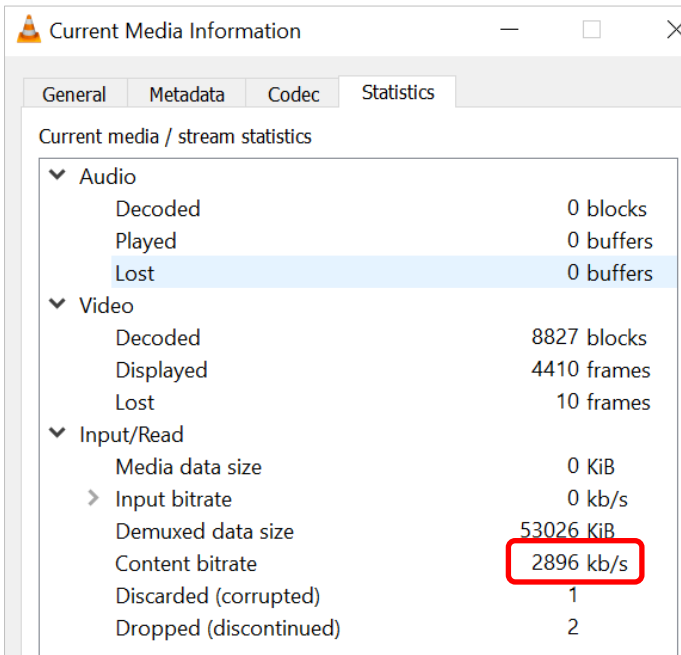 Current Media Information
General Metadata Codec Statistics
Current media / stream statistics
Audio
Decoded 0 blocks
Played 0 buffers
Lost 0 buffers
Video
Decoded 8827 blocks
Displayed 4410 frames
Lost 10 frames
Input/Read
Media data size 0 KiB
Input bitrate 0 kb/s
Demuxed data size 53026 KiB
Content bitrate 2896 kb/s
Discarded (corrupted) 1
Dropped (discontinued) 2